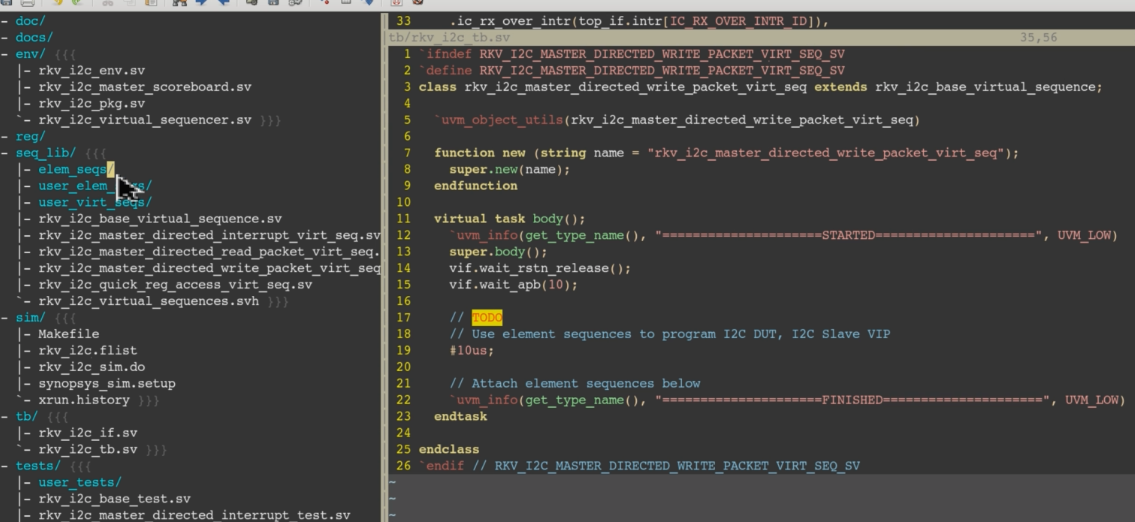 - doc/
- docs/
- env/ {{{
|- rkv_i2c_env.sv
|- rkv_i2c_master_scoreboard.sv
|- rkv_i2c_pkg.sv
`- rkv_i2c_virtual_sequencer.sv }}}
- reg/
- seq_lib/ {{{
|- elem_seqs/
|- user_elem_
|- user_virt_seqs/
|- rkv_i2c_base_virtual_sequence.sv
|- rkv_i2c_master_directed_interrupt_virt_seq.sv
|- rkv_i2c_master_directed_read_packet_virt_seq.
|- rkv_i2c_master_directed_write_packet_virt_seq
|- rkv_i2c_quick_reg_access_virt_seq.sv
`- rkv_i2c_virtual_sequences.svh }}}
- sim/ {{{
|- Makefile
|- rkv_i2c.flist
|- rkv_i2c_sim.do
|- synopsys_sim.setup
`- xrun.history }}}
- tb/ {{{
|- rkv_i2c_if.sv
`- rkv_i2c_tb.sv }}}
- tests/ {{{
|- user_tests/
|- rkv_i2c_base_test.sv
|- rkv_i2c_master_directed_interrupt_test.sv
33 .ic_rx_over_intr(top_if.intr[IC_RX_OVER_INTR_ID]),
tb/rkv_i2c_tb.sv 35,56
1 `ifndef RKV_I2C_MASTER_DIRECTED_WRITE_PACKET_VIRT_SEQ_SV
2 `define RKV_I2C_MASTER_DIRECTED_WRITE_PACKET_VIRT_SEQ_SV
3 class rkv_i2c_master_directed_write_packet_virt_seq extends rkv_i2c_base_virtual_sequence;
4
5 `uvm_object_utils(rkv_i2c_master_directed_write_packet_virt_seq)
6
7 function new (string name = "rkv_i2c_master_directed_write_packet_virt_seq");
8 super.new(name);
9 endfunction
10
11 virtual task body();
12 `uvm_info(get_type_name(), "=====================STARTED=====================", UVM_LOW)
13 super.body();
14 vif.wait_rstn_release();
15 vif.wait_apb(10);
16
17 // TODO
18 // Use element sequences to program I2C DUT, I2C Slave VIP
19 #10us;
20
21 // Attach element sequences below
22 `uvm_info(get_type_name(), "=====================FINISHED=====================", UVM_LOW)
23 endtask
24
25 endclass
26 `endif // RKV_I2C_MASTER_DIRECTED_WRITE_PACKET_VIRT_SEQ_SV
~
~
~